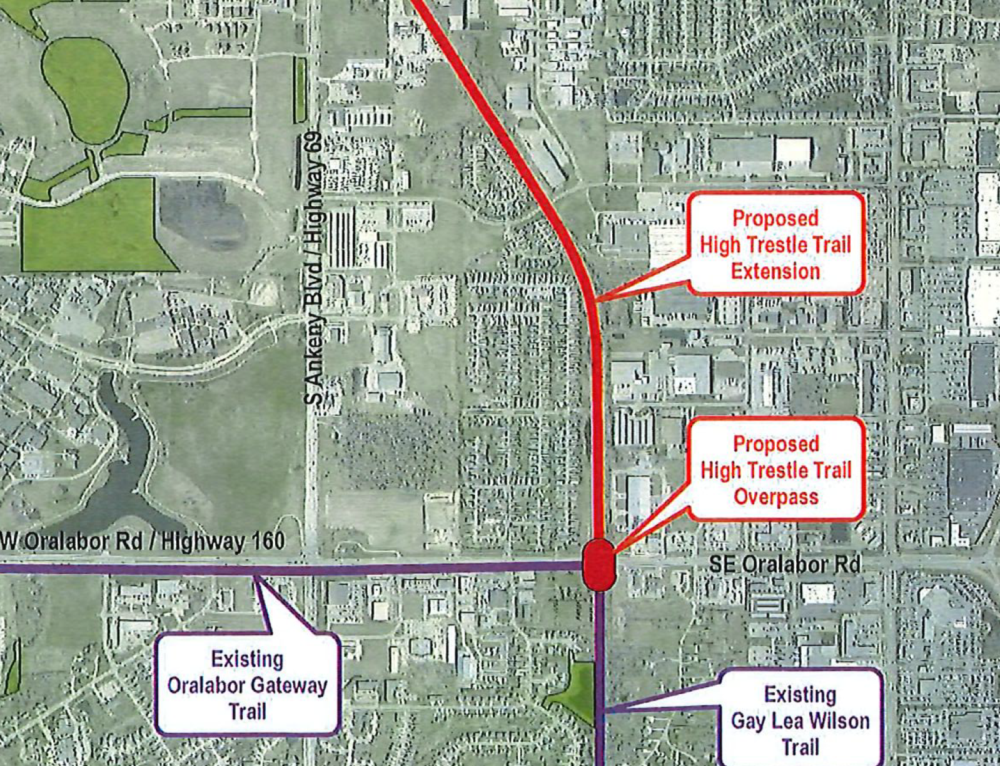 S Ankeny Blvd./ Highway 69
Proposed
High Trestle Trail
Extension
Proposed
High Trestle Trail
Overpass
W Oralabor Rd / Highway 160
SE Oralabor Rd
Existing
Oralabor Gateway
Trail
Existing
Gay Lea Wilson
Trail